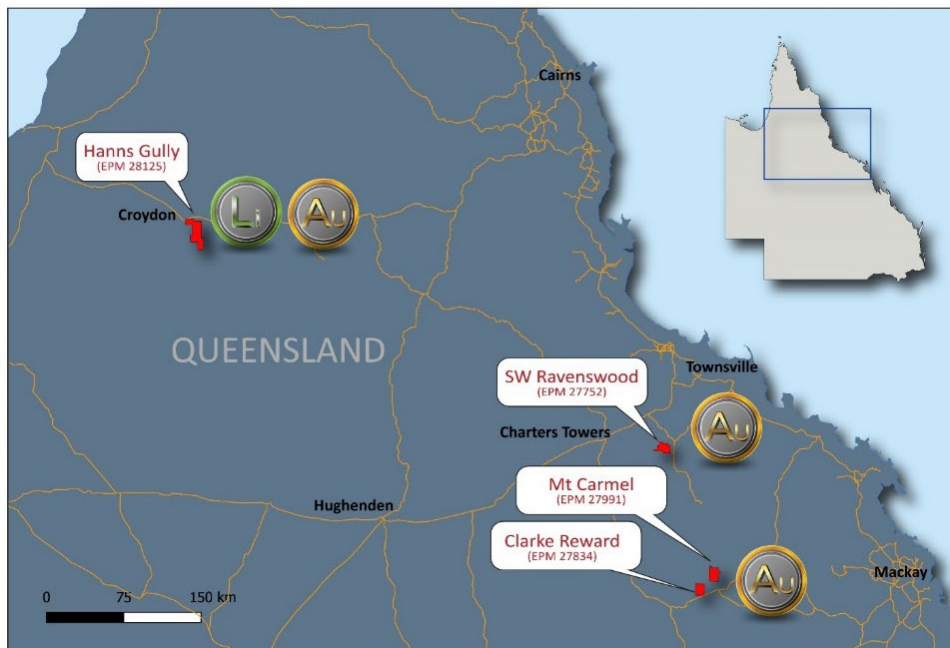 Cairns
Hanns Gully
(EPM 28125)
Croydon
Li
Au
QUEENSLAND
Townsville
SW Ravenswood
(EPM 27752)
Au
Charters Towers
Mt Carmel
(EPM 27991)
Hughenden
Clarke Reward
(EPM 27834)
Au
Mackay
0 75 150 km